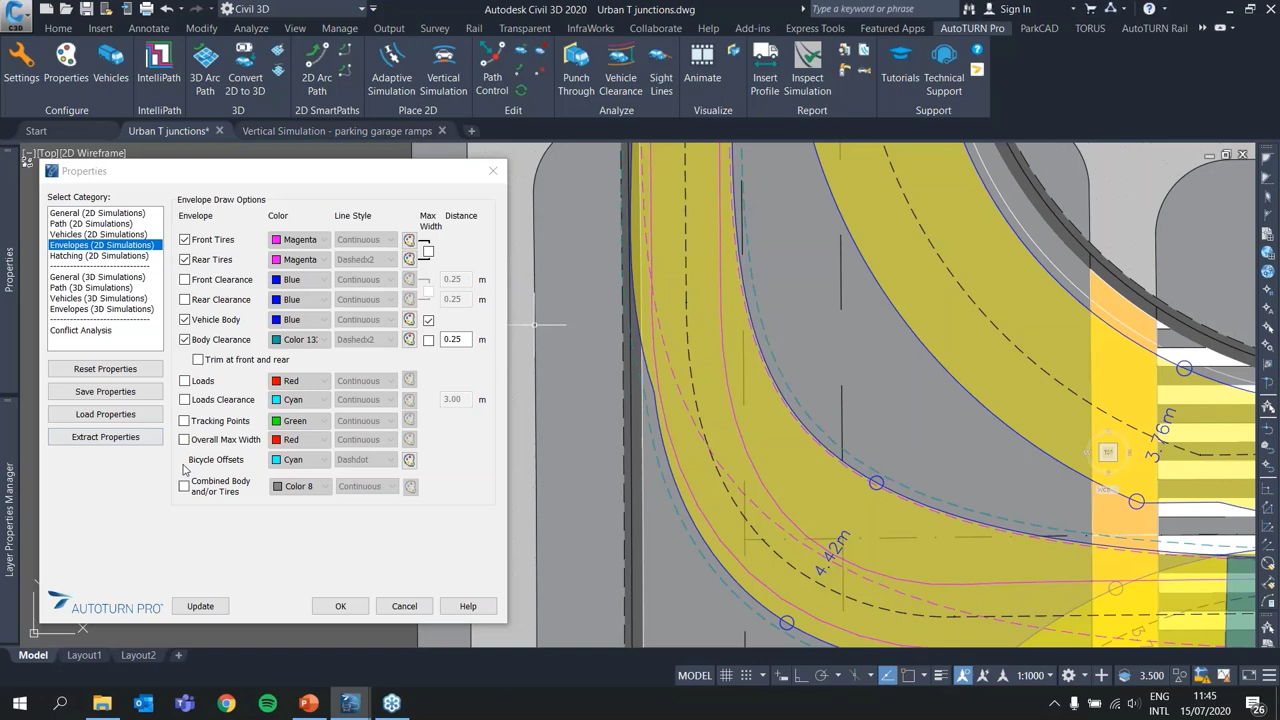 C3D
Civil 3D
Autodesk Civil 3D 2020
Urban T junctions.dwg
Type a keyword or phrase
Sign In
Home
Insert
Annotate
Modify
Analyze
View
Manage
Output
Survey
Rail
Transparent
InfraWorks
Collaborate
Help
Add-ins
Express Tools
Featured Apps
AutoTURN Pro
ParkCAD
TORUS
AutoTURN Rail
Settings
Properties
Vehicles
IntelliPath
3D Arc
Path
Convert
2D to 3D
2D Arc
Path
Adaptive
Simulation
Vertical
Simulation
Path
Control
Punch
Through
Vehicle
Clearance
Sight
Lines
Animate
Insert
Profile
Inspect
Simulation
Tutorials
Technical
Support
Configure
IntelliPath
3D
2D SmartPaths
Place 2D
Edit
Analyze
Visualize
Report
Support
Start
Urban T junctions*
Vertical Simulation - parking garage ramps
[−][Top][2D Wireframe]
Properties
Layer Properties Manager
Properties
Select Category:
General (2D Simulations)
Path (2D Simulations)
Vehicles (2D Simulations)
Envelopes (2D Simulations)
Hatching (2D Simulations)
General (3D Simulations)
Path (3D Simulations)
Vehicles (3D Simulations)
Envelopes (3D Simulations)
Conflict Analysis
Reset Properties
Save Properties
Load Properties
Extract Properties
Envelope Draw Options
Envelope Color Line Style Max Width Distance
Front Tires Magenta Continuous
Rear Tires Magenta Dashedx2
Front Clearance Blue Continuous 0.25 m
Rear Clearance Blue Continuous 0.25 m
Vehicle Body Blue Continuous
Body Clearance Color 13 Dashedx2 0.25 m
Trim at front and rear
Loads Red Continuous
Loads Clearance Cyan Continuous 3.00 m
Tracking Points Green Continuous
Overall Max Width Red Continuous
Bicycle Offsets Cyan Dashdot
Combined Body
and/or Tires
Color 8 Continuous
AUTOTURN PRO
Update
OK
Cancel
Help
3.76m
4.42m
TOP
WCS
Model
Layout1
Layout2
MODEL
1:1000
3.500
ENG
INTL
11:45
15/07/2020
26